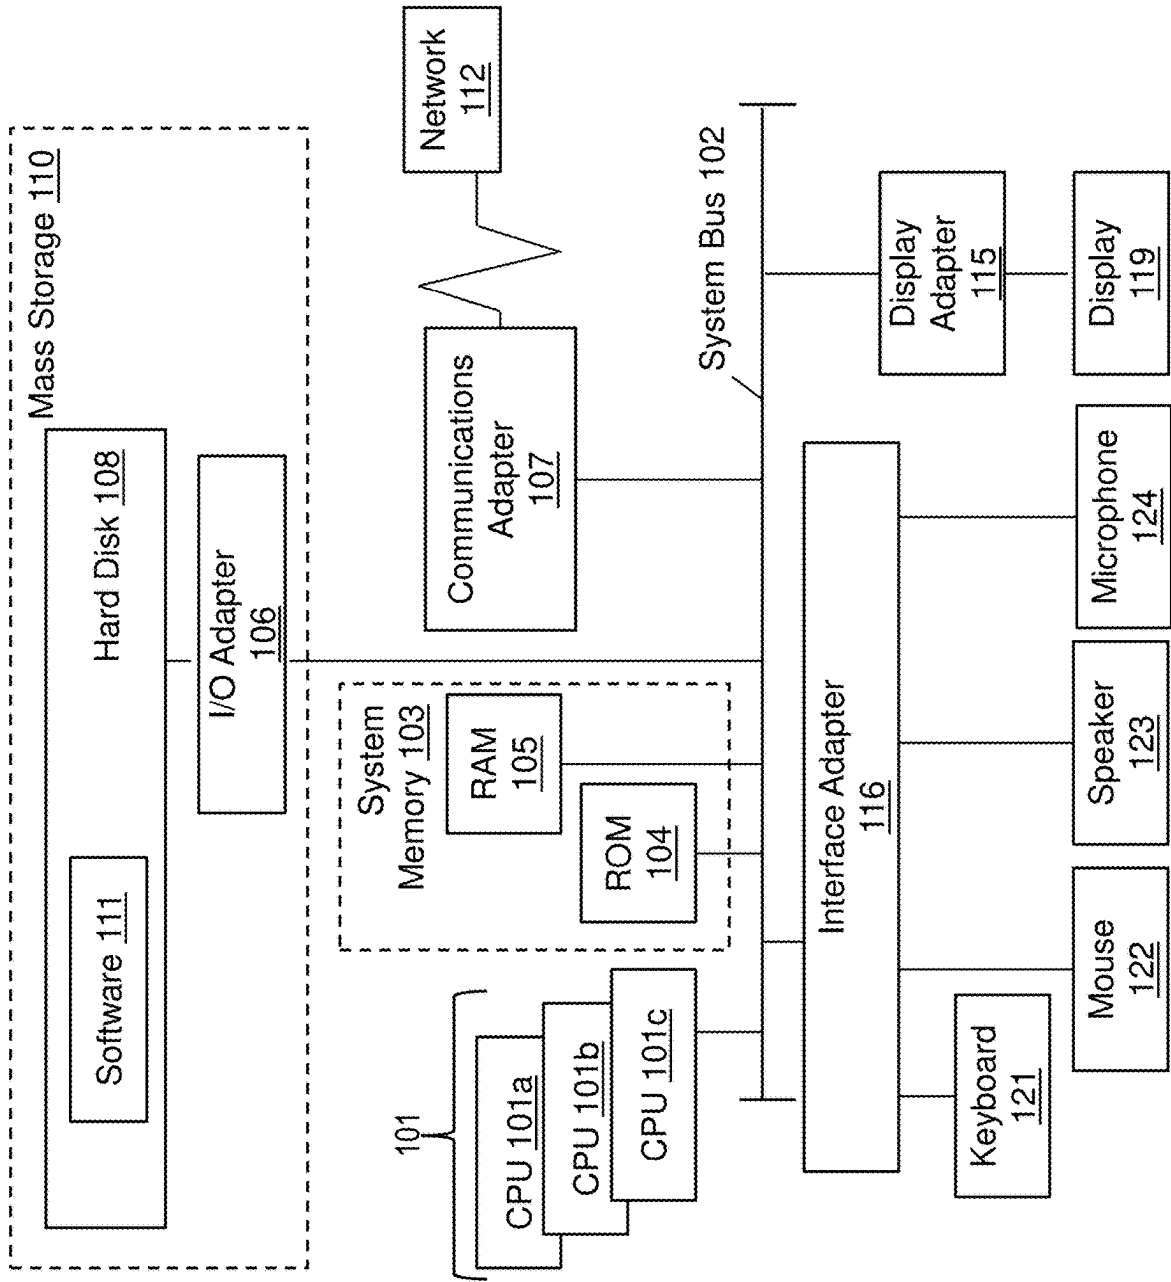 Mass Storage 110
Software 111
Hard Disk 108
I/O Adapter
106
101
CPU 101a
CPU 101b
CPU 101c
System
Memory 103
RAM
105
ROM
104
Communications
Adapter
107
Network
112
System Bus 102
Interface Adapter
116
Display
Adapter
115
Keyboard
121
Mouse
122
Speaker
123
Microphone
124
Display
119